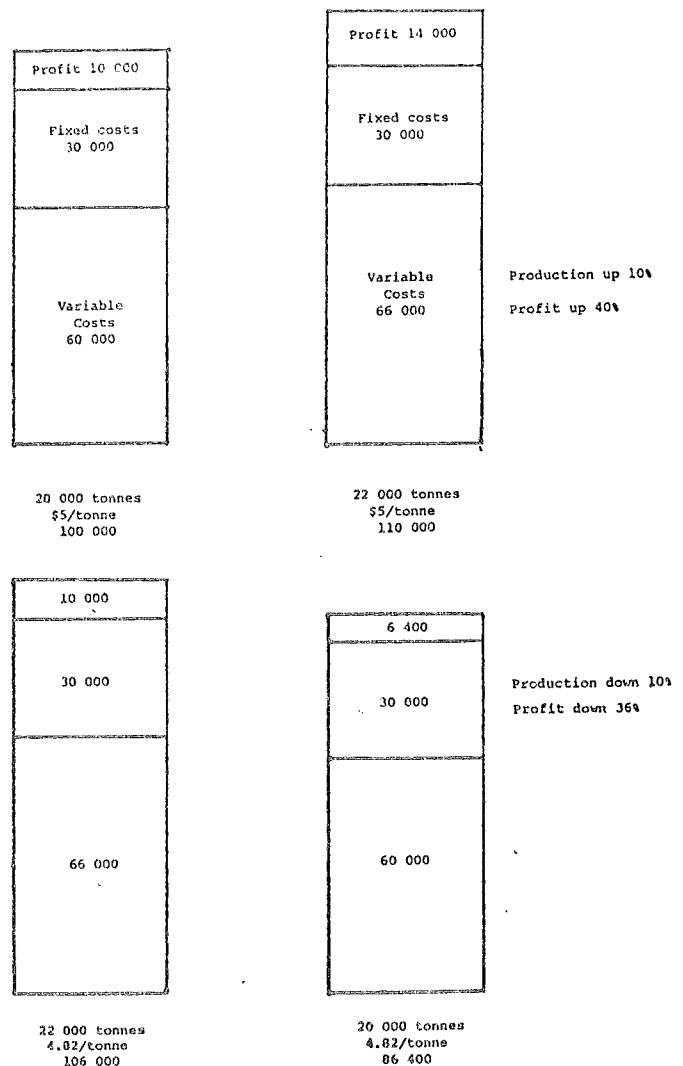 Profit 10 000
Fixed costs
30 000
Variable
Costs
60 000
20 000 tonnes
$5/tonne
100 000
Profit 14 000
Fixed costs
30 000
Variable
Costs
66 000
Production up 10%
Profit up 40%
22 000 tonnes
$5/tonne
110 000
10 000
30 000
66 000
22 000 tonnes
4.82/tonne
106 000
6 400
30 000
60 000
Production down 10%
Profit down 36%
20 000 tonnes
4.82/tonne
86 400